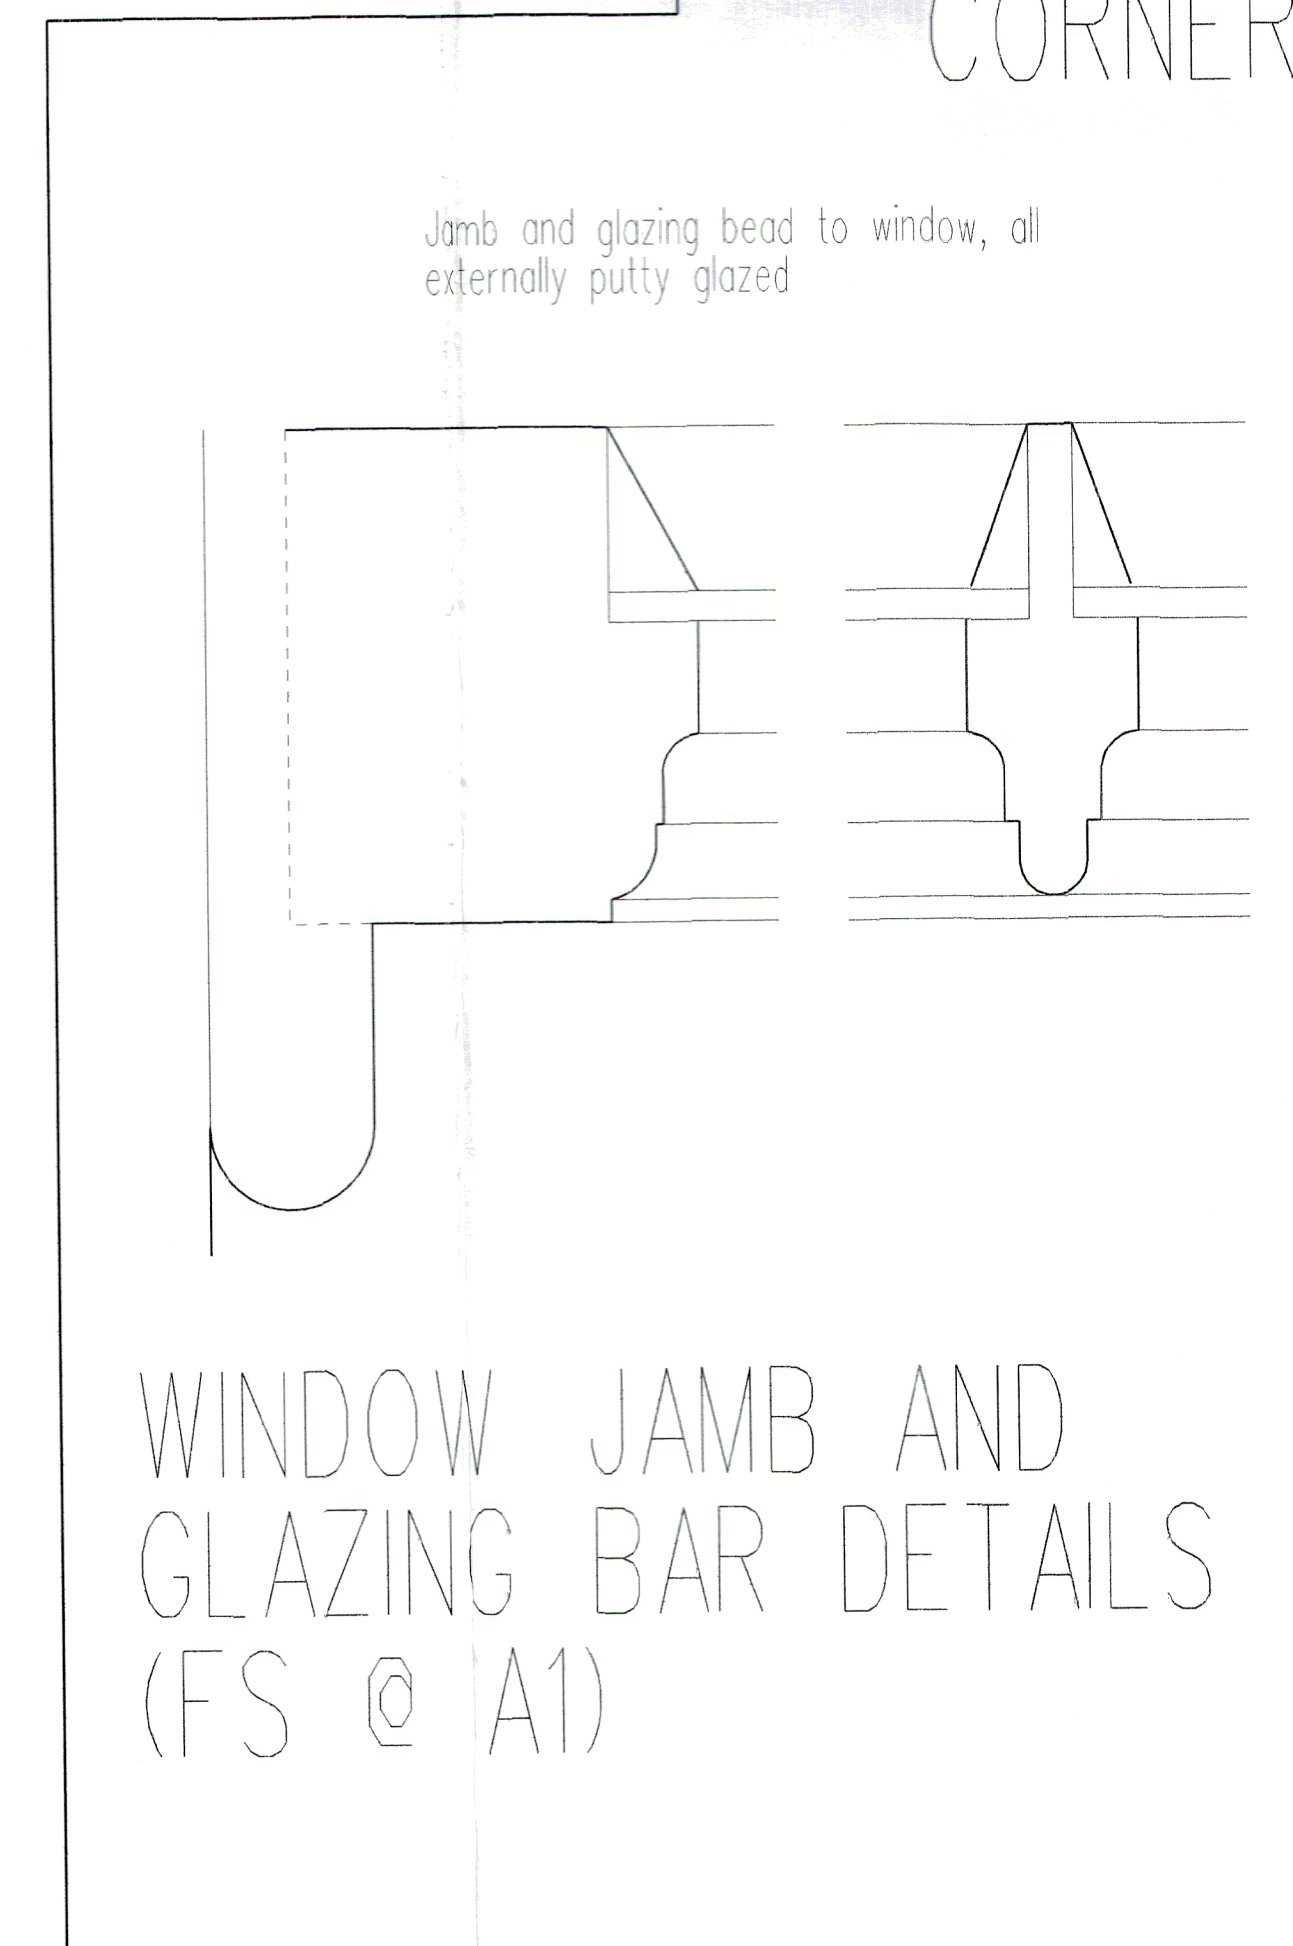 CORNER
Jamb and glazing bead to window, all
externally putty glazed
WINDOW JAMB AND
GLAZING BAR DETAILS
(FS @ A1)